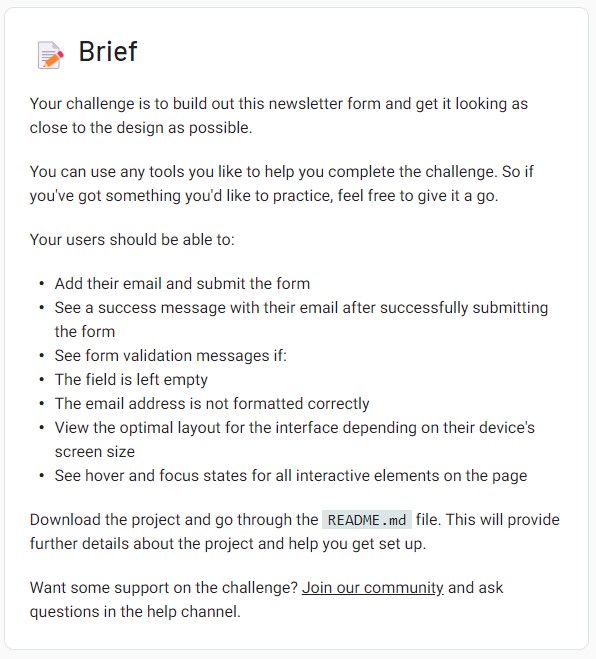 Brief
Your challenge is to build out this newsletter form and get it looking as
close to the design as possible.
You can use any tools you like to help you complete the challenge. So if
you've got something you'd like to practice, feel free to give it a go.
Your users should be able to:
• Add their email and submit the form
• See a success message with their email after successfully submitting
the form
• See form validation messages if:
• The field is left empty
• The email address is not formatted correctly
• View the optimal layout for the interface depending on their device's
screen size
• See hover and focus states for all interactive elements on the page
Download the project and go through the README.md file. This will provide
further details about the project and help you get set up.
Want some support on the challenge? Join our community and ask
questions in the help channel.